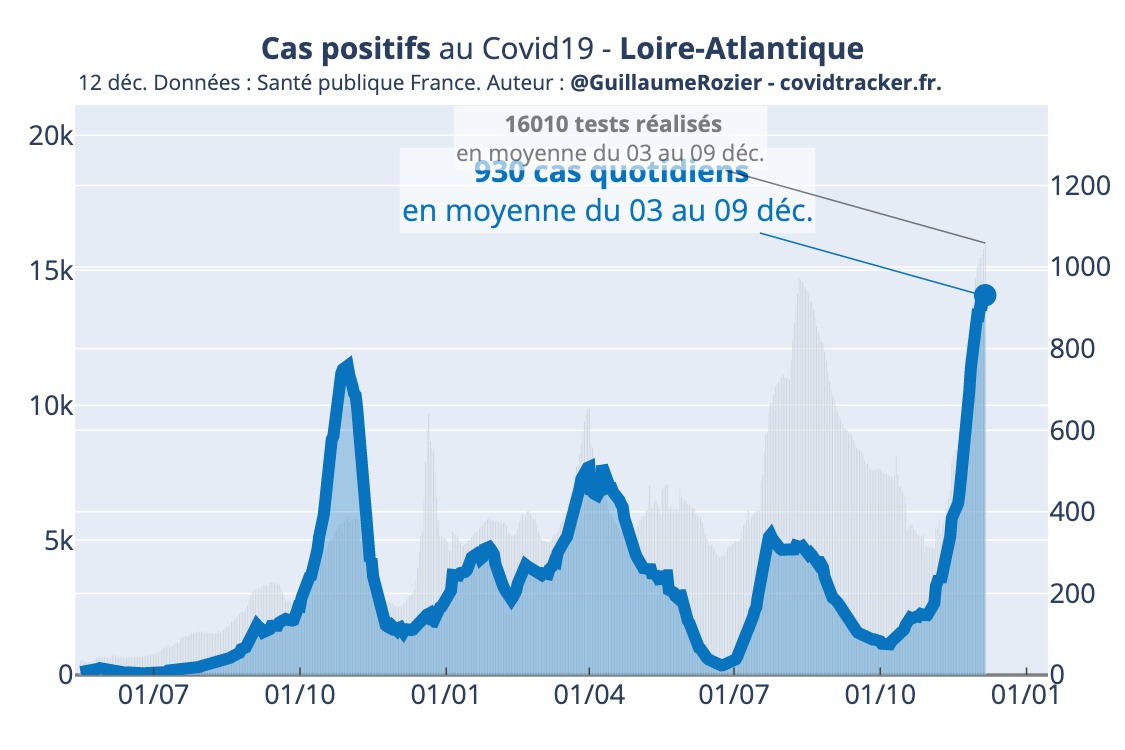 Cas positifs au Covid19 - Loire-Atlantique
12 déc. Données : Santé publique France. Auteur : @GuillaumeRozier - covidtracker.fr.
16010 tests réalisés
en moyenne du 03 au 09 déc.
930 cas quotidiens
en moyenne du 03 au 09 déc.
20k
15k
10k
5k
0
1200
1000
800
600
400
200
0
01/07
01/10
01/01
01/04
01/07
01/10
01/01